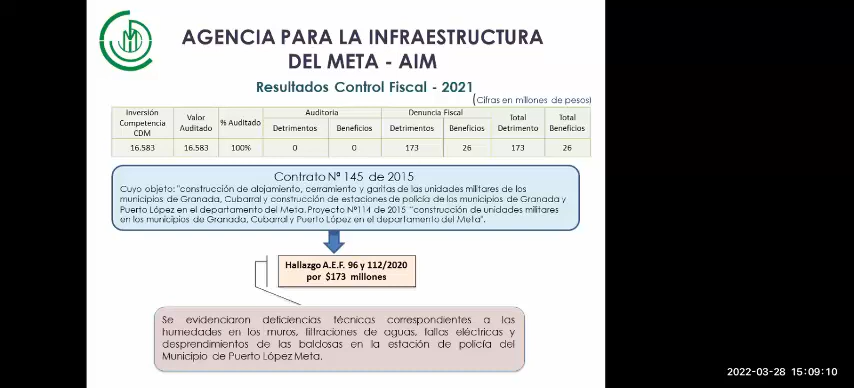 AGENCIA PARA LA INFRAESTRUCTURA
DEL META - AIM
Resultados Control Fiscal - 2021
(Cifras en millones de pesos)
Inversión Competencia CDM | Valor Auditado | % Auditado | Auditoria | Denuncia Fiscal | Total Detrimento | Total Beneficios
Detrimentos | Beneficios | Detrimentos | Beneficios
16.583 | 16.583 | 100% | 0 | 0 | 173 | 26 | 173 | 26
Contrato Nª 145 de 2015
Cuyo objeto: "construcción de alojamiento, cerramiento y garitas de las unidades militares de los
municipios de Granada, Cubarral y construcción de estaciones de policía de los municipios de Granada y
Puerto López en el departamento del Meta. Proyecto Nº114 de 2015 "construcción de unidades militares
en los municipios de Granada, Cubarral y Puerto López en el departamento del Meta".
Hallazgo A.E.F. 96 y 112/2020
por $173 millones
Se evidenciaron deficiencias técnicas correspondientes a las
humedades en los muros, filtraciones de aguas, fallas eléctricas y
desprendimientos de las baldosas en la estación de policía del
Municipio de Puerto López Meta.
2022-03-28 15:09:10